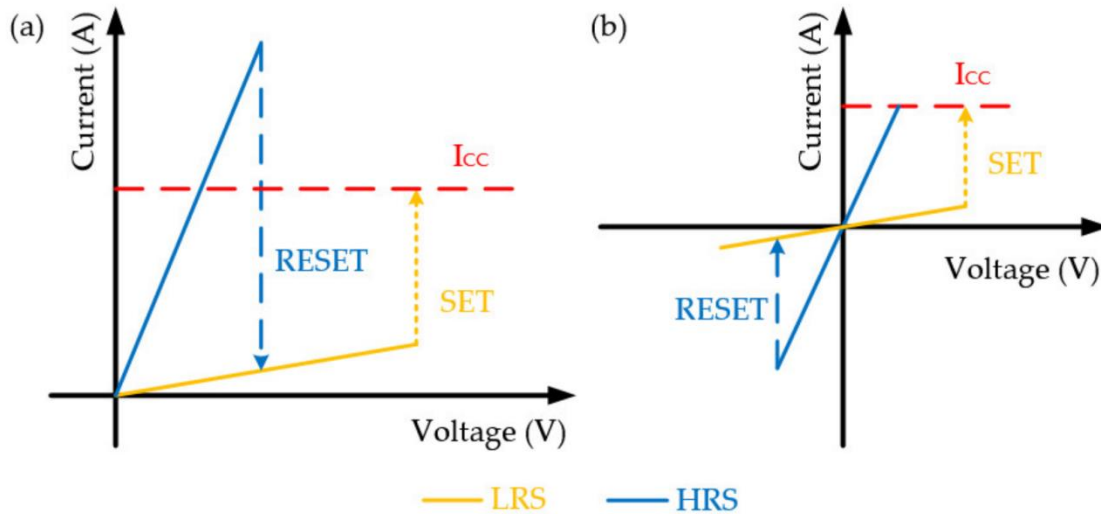 (a)
Current (A)
Icc
RESET
SET
Voltage (V)
(b)
Current (A)
Icc
SET
Voltage (V)
RESET
LRS
HRS